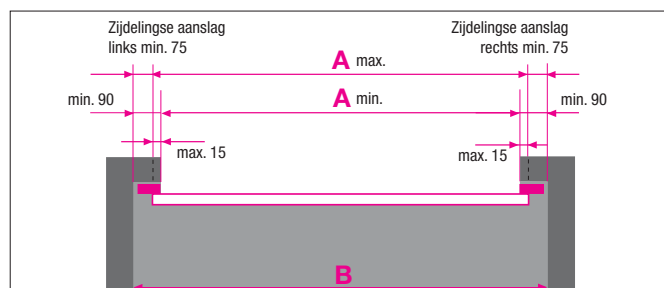 Zijdelingse aanslag
links min. 75
Zijdelingse aanslag
rechts min. 75
A max.
min. 90
A min.
min. 90
max. 15
max. 15
B